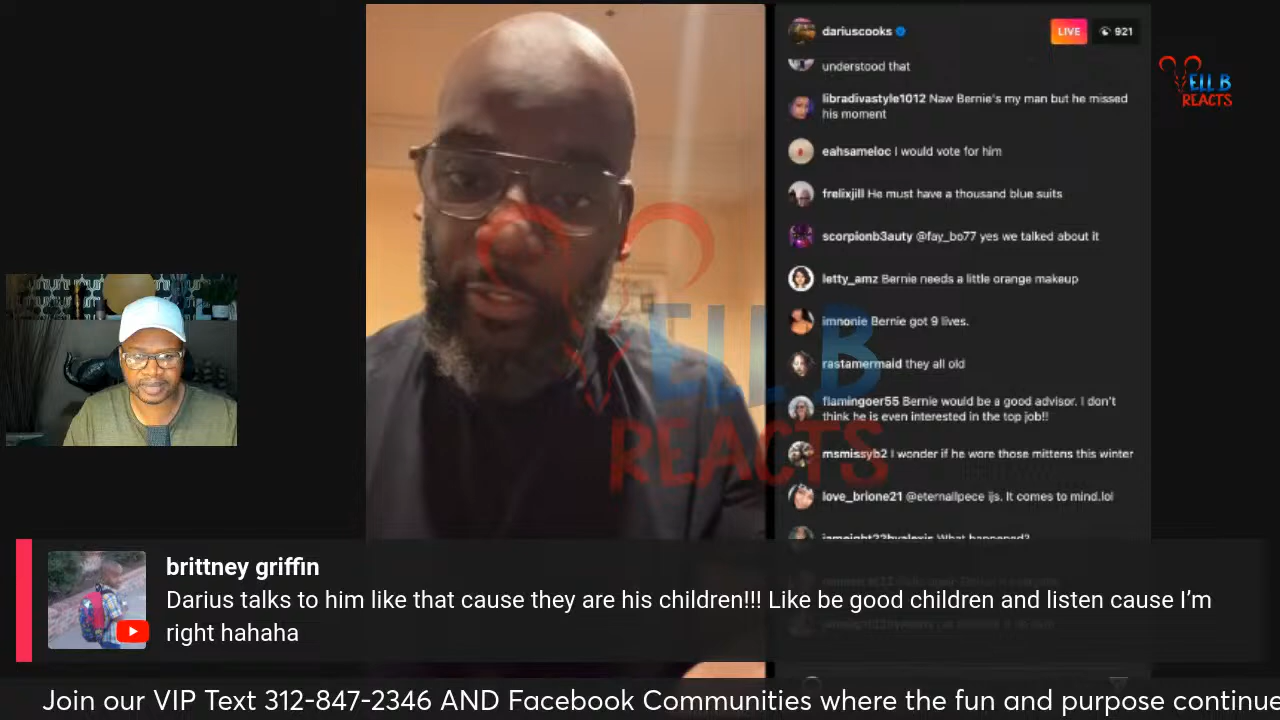 dariuscooks
LIVE
921
understood that
libradivastyle1012 Naw Bernie's my man but he missed
his moment
eahsameloc I would vote for him
frelixjill He must have a thousand blue suits
scorpionb3auty @fay_bo77 yes we talked about it
letty_amz Bernie needs a little orange makeup
imnonie Bernie got 9 lives.
rastamermaid they all old
flamingoer55 Bernie would be a good advisor. I don't
think he is even interested in the top job!!
msmissyb2 I wonder if he wore those mittens this winter
love_brione21 @eternallpece ijs. It comes to mind.lol
What happened?
YELL B
REACTS
ELL B
REACTS
brittney griffin
Darius talks to him like that cause they are his children!!! Like be good children and listen cause I'm
right hahaha
Join our VIP Text 312-847-2346 AND Facebook Communities where the fun and purpose continue